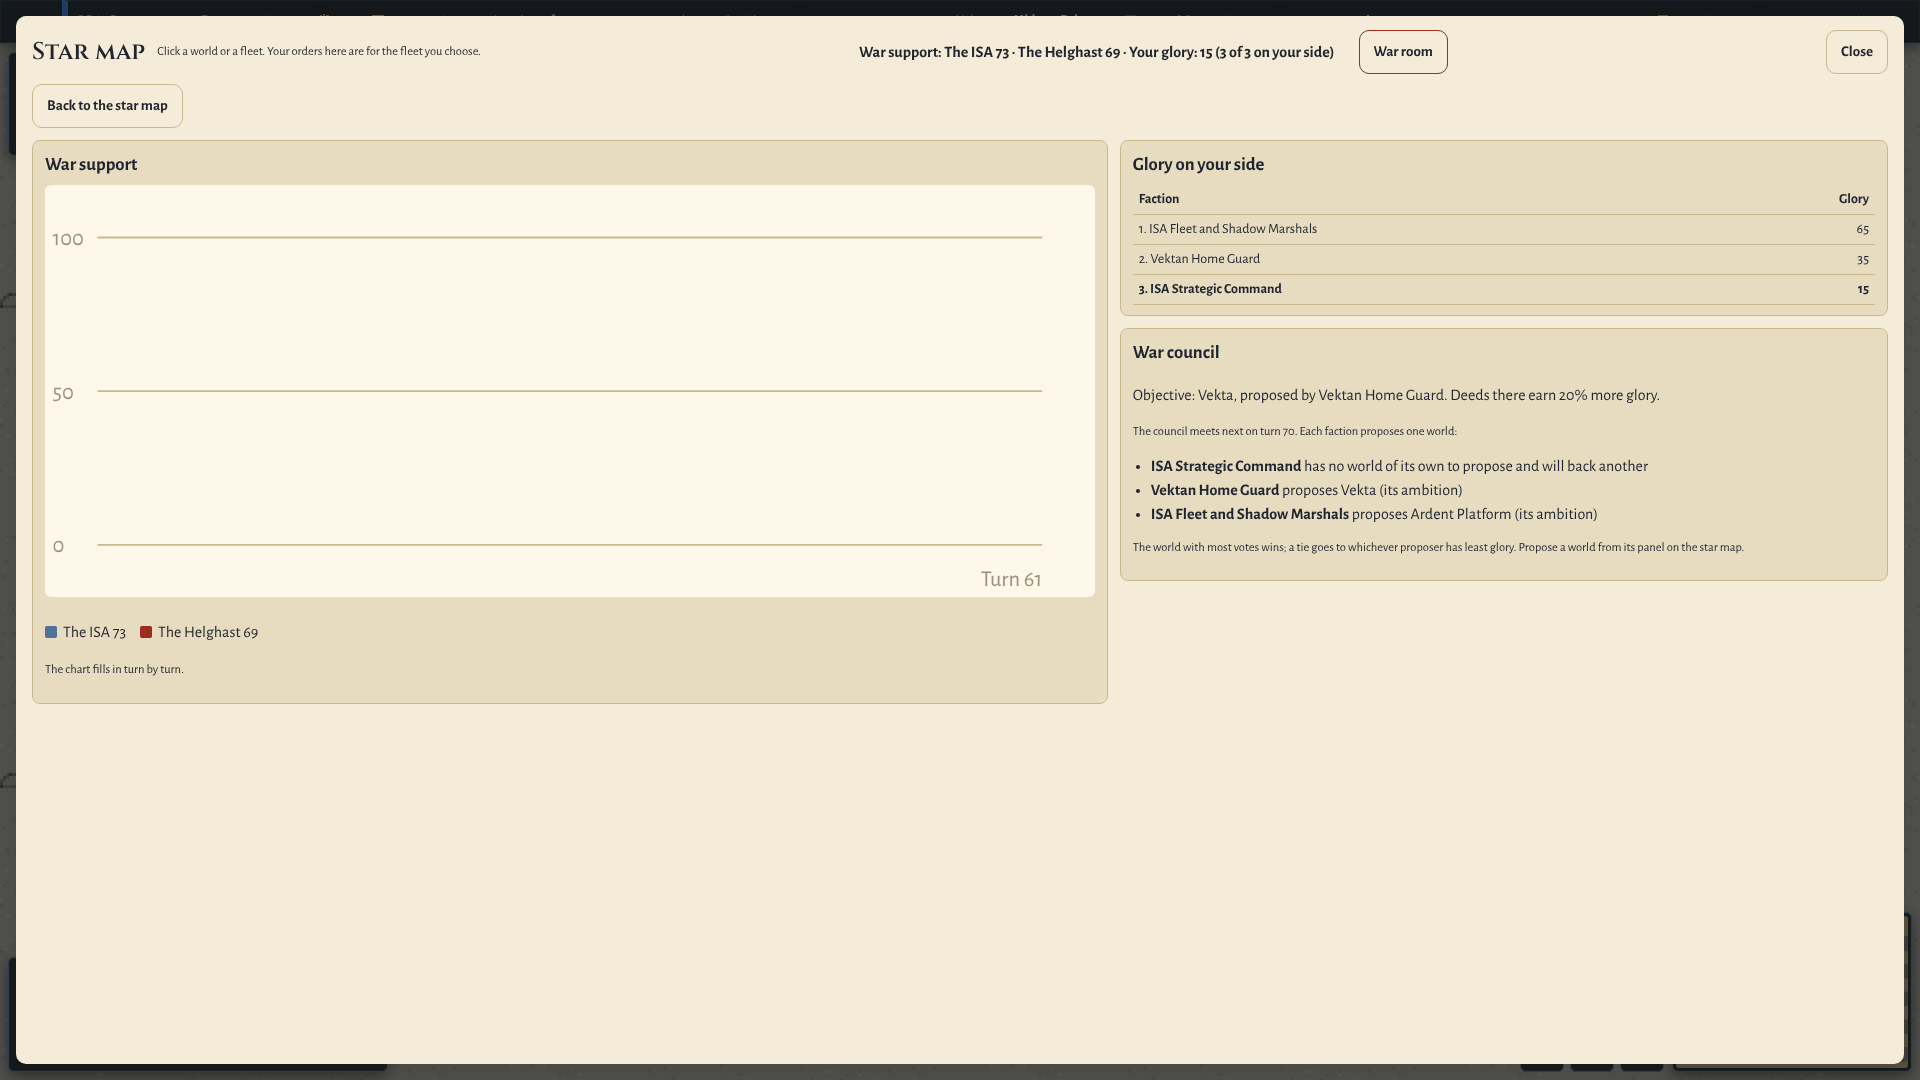 Star map
Click a world or a fleet. Your orders here are for the fleet you choose.
War support: The ISA 73 · The Helghast 69 · Your glory: 15 (3 of 3 on your side)
War room
Close
Back to the star map
War support
100
50
0
Turn 61
The ISA 73
The Helghast 69
The chart fills in turn by turn.
Glory on your side
Faction Glory
1. ISA Fleet and Shadow Marshals 65
2. Vektan Home Guard 35
3. ISA Strategic Command 15
War council
Objective: Vekta, proposed by Vektan Home Guard. Deeds there earn 20% more glory.
The council meets next on turn 70. Each faction proposes one world:
• ISA Strategic Command has no world of its own to propose and will back another
• Vektan Home Guard proposes Vekta (its ambition)
• ISA Fleet and Shadow Marshals proposes Ardent Platform (its ambition)
The world with most votes wins; a tie goes to whichever proposer has least glory. Propose a world from its panel on the star map.